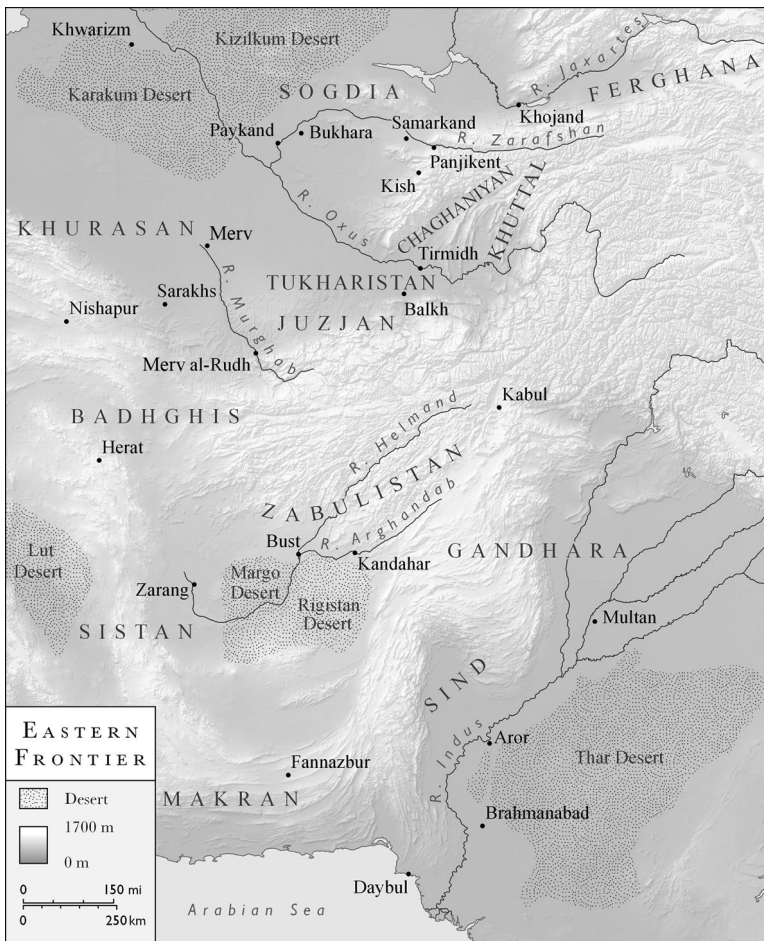 Khwarizm
Kizilkum Desert
Karakum Desert
SOGDIA
R. Jaxartes
FERGHANA
Khojand
Paykand
Bukhara
Samarkand
R. Zarafshan
Panjikent
Kish
CHAGHANIYAN
KHUTTAL
R. Oxus
KHURASAN
Merv
Tirmidh
TUKHARISTAN
Balkh
R. Murghab
Sarakhs
Nishapur
JUZJAN
Merv al-Rudh
Kabul
BADHGHIS
Herat
R. Helmand
ZABULISTAN
R. Arghandab
Bust
Kandahar
GANDHARA
Lut
Desert
Zarang
Margo
Desert
Rigistan
Desert
SISTAN
Multan
SIND
R. Indus
Aror
Thar Desert
Fannazbur
MAKRAN
Brahmanabad
Daybul
Arabian Sea
EASTERN
FRONTIER
Desert
1700 m
0 m
0 150 mi
0 250 km